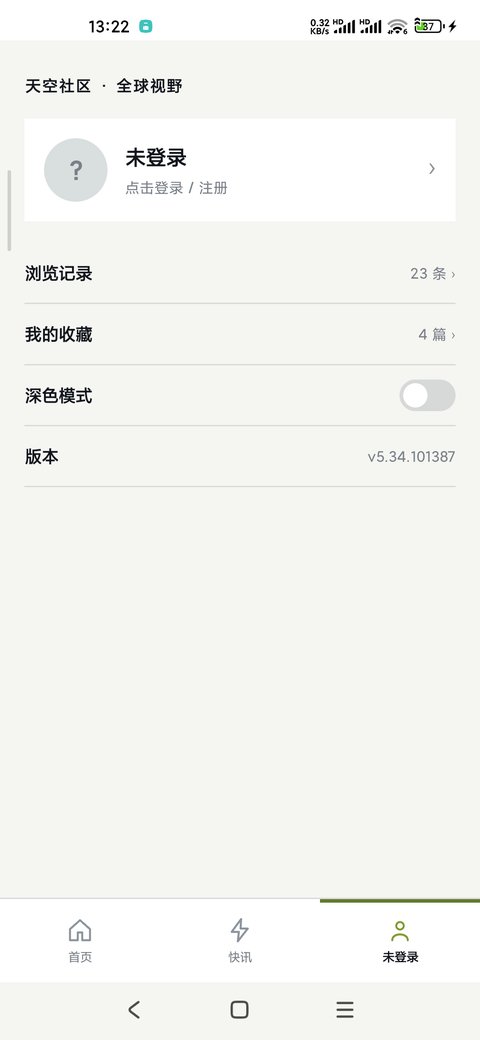 13:22
0.32 KB/s HD HD 6 37
天空社区 · 全球视野
?
未登录
点击登录 / 注册
浏览记录 23 条
我的收藏 4 篇
深色模式
版本 v5.34.101387
首页 快讯 未登录